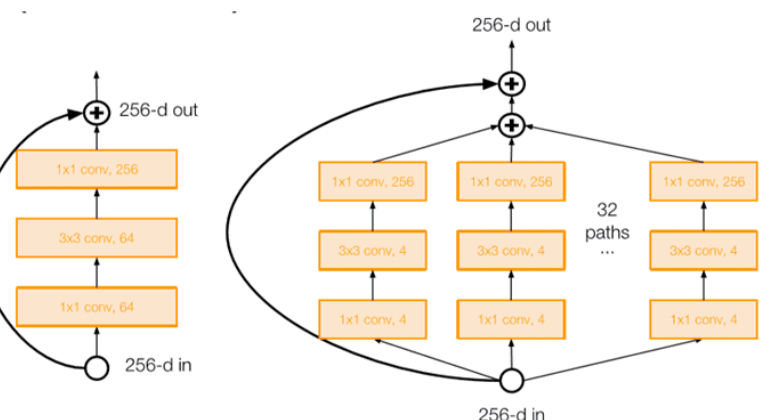 256-d out
1x1 conv, 256
3x3 conv, 64
1x1 conv, 64
256-d in
256-d out
1x1 conv, 256
1x1 conv, 256
1x1 conv, 256
32
paths
...
3x3 conv, 4
3x3 conv, 4
3x3 conv, 4
1x1 conv, 4
1x1 conv, 4
1x1 conv, 4
256-d in